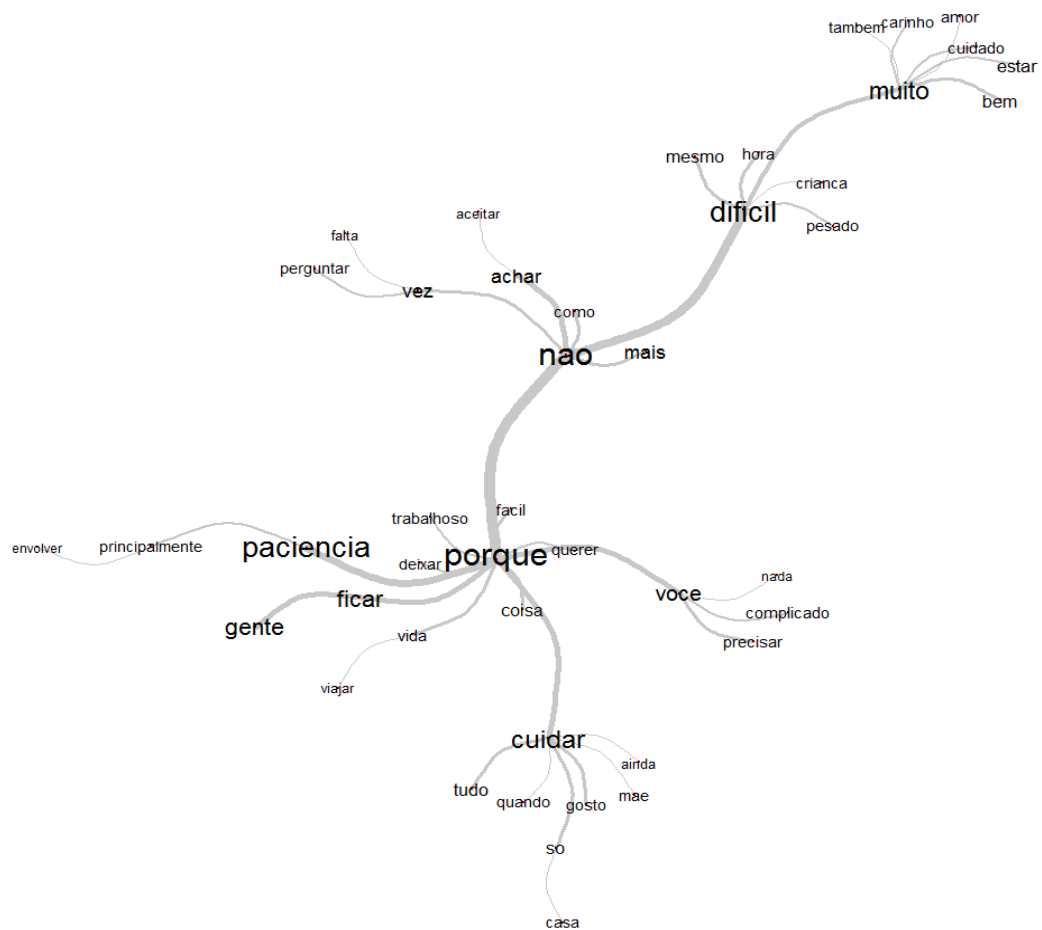 amor
carinho
tambem
cuidado
estar
muito
bem
mesmo
hora
crianca
dificil
pesado
aceitar
falta
perguntar
achar
vez
como
nao
mais
facil
trabalhoso
envolver
principalmente
paciencia
porque
querer
deixar
nada
ficar
voce
coisa
complicado
gente
vida
precisar
viajar
cuidar
ainda
tudo
quando
gosto
mae
so
casa